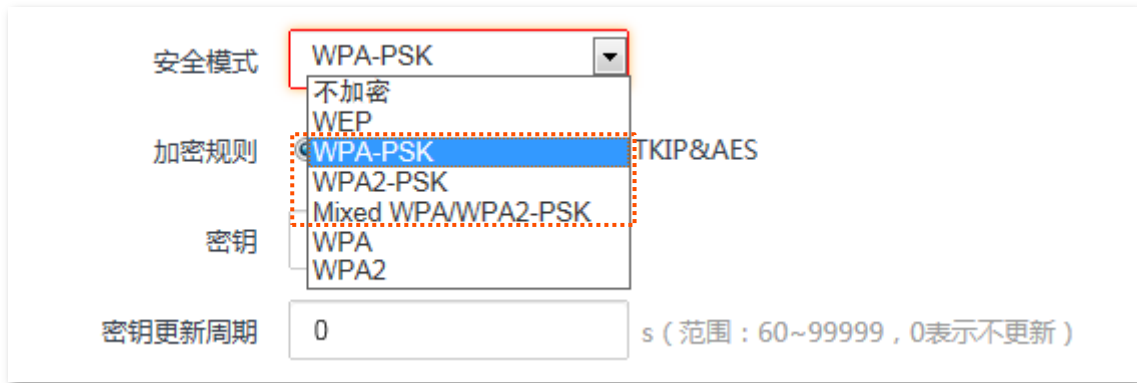 安全模式 WPA-PSK
不加密
WEP
加密规则 WPA-PSK TKIP&AES
WPA2-PSK
Mixed WPA/WPA2-PSK
密钥 WPA
WPA2
密钥更新周期 0 s（范围：60~99999，0表示不更新）